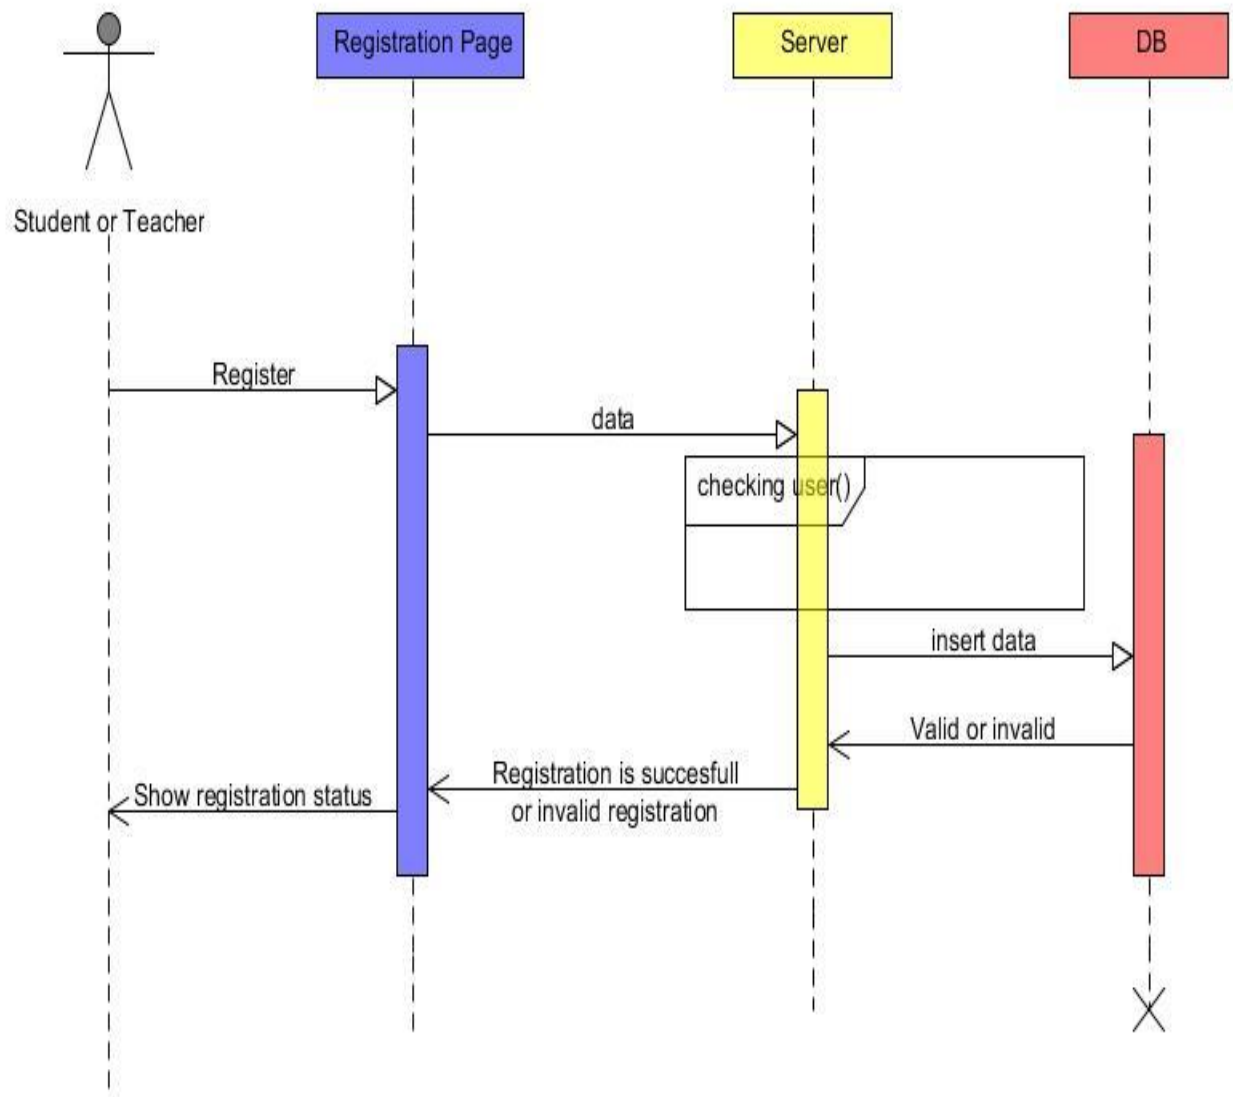 Registration Page
Server
DB
Student or Teacher
Register
data
checking user()
insert data
Valid or invalid
Registration is succesfull
or invalid registration
Show registration status